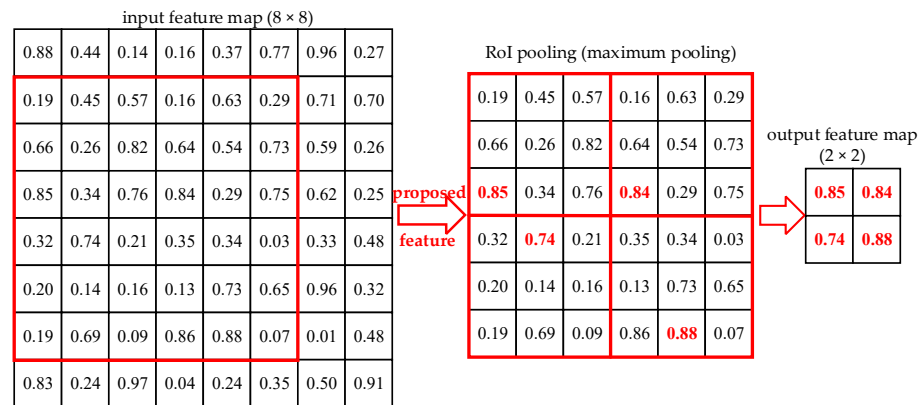 input feature map (8 × 8)
0.88 0.44 0.14 0.16 0.37 0.77 0.96 0.27
0.19 0.45 0.57 0.16 0.63 0.29 0.71 0.70
0.66 0.26 0.82 0.64 0.54 0.73 0.59 0.26
0.85 0.34 0.76 0.84 0.29 0.75 0.62 0.25
0.32 0.74 0.21 0.35 0.34 0.03 0.33 0.48
0.20 0.14 0.16 0.13 0.73 0.65 0.96 0.32
0.19 0.69 0.09 0.86 0.88 0.07 0.01 0.48
0.83 0.24 0.97 0.04 0.24 0.35 0.50 0.91
proposed
feature
RoI pooling (maximum pooling)
0.19 0.45 0.57 0.16 0.63 0.29
0.66 0.26 0.82 0.64 0.54 0.73
0.85 0.34 0.76 0.84 0.29 0.75
0.32 0.74 0.21 0.35 0.34 0.03
0.20 0.14 0.16 0.13 0.73 0.65
0.19 0.69 0.09 0.86 0.88 0.07
output feature map
(2 × 2)
0.85 0.84
0.74 0.88